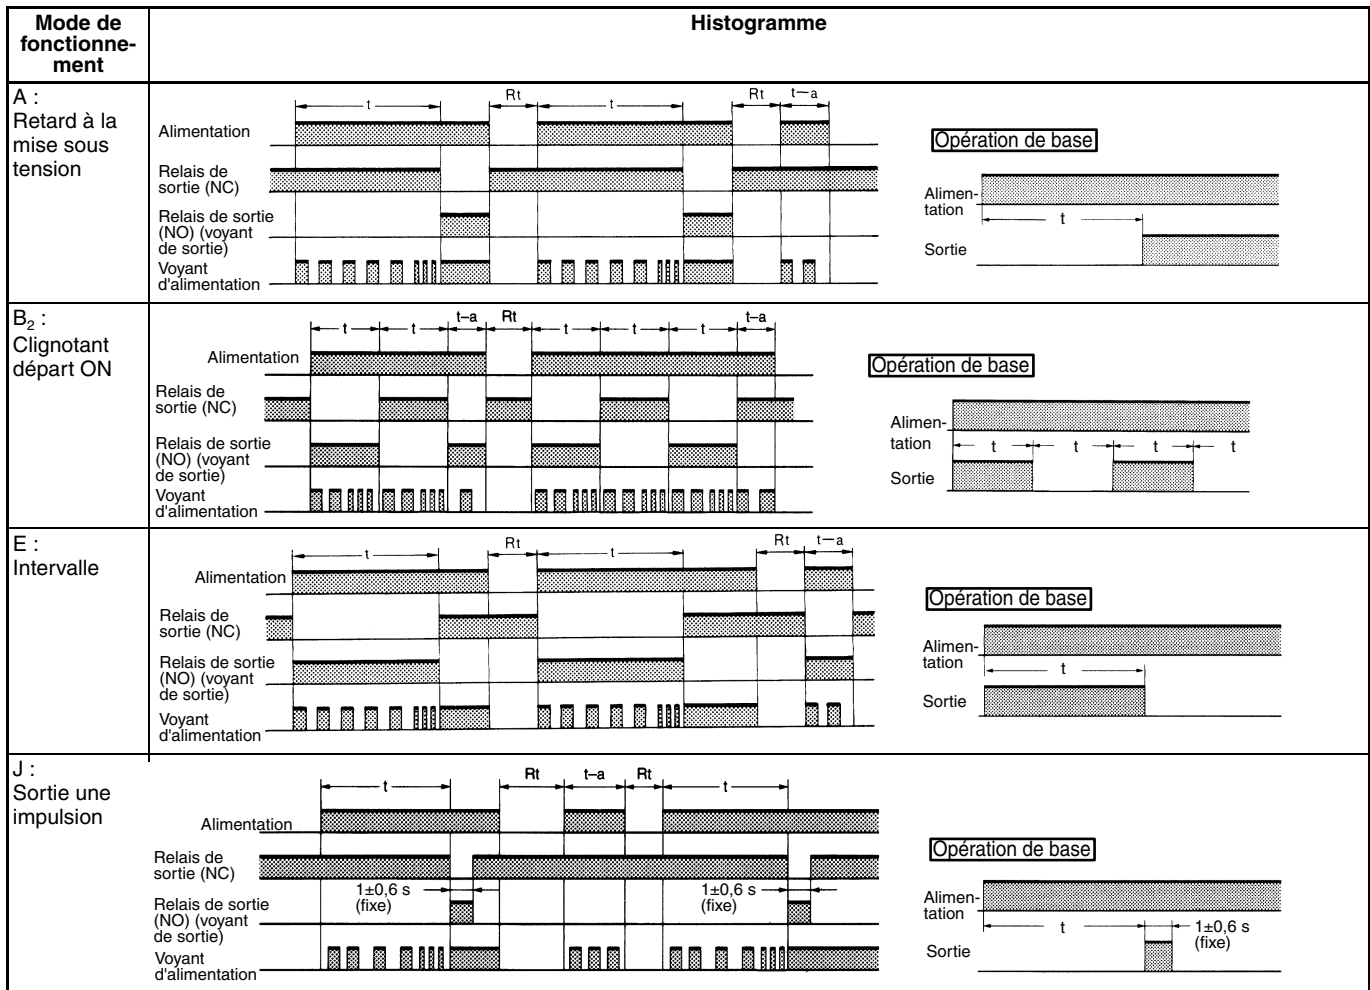 Mode de
fonctionne-
ment
Histogramme
A :
Retard à la
mise sous
tension
t
Rt
t
Rt
t–a
Alimentation
Relais de
sortie (NC)
Relais de sortie
(NO) (voyant
de sortie)
Voyant
d'alimentation
Opération de base
Alimen-
tation
t
Sortie
B2 :
Clignotant
départ ON
t
t
t–a
Rt
t
t
t
t–a
Alimentation
Relais de
sortie (NC)
Relais de sortie
(NO) (voyant
de sortie)
Voyant
d'alimentation
Opération de base
Alimen-
tation
t
t
t
t
Sortie
E :
Intervalle
t
Rt
t
Rt
t–a
Alimentation
Relais de
sortie (NC)
Relais de sortie
(NO) (voyant
de sortie)
Voyant
d'alimentation
Opération de base
Alimen-
tation
t
Sortie
J :
Sortie une
impulsion
t
Rt
t–a
Rt
t
Alimentation
Relais de
sortie (NC)
1±0,6 s
(fixe)
1±0,6 s
(fixe)
Relais de sortie
(NO) (voyant
de sortie)
Voyant
d'alimentation
Opération de base
Alimen-
tation
t
1±0,6 s
(fixe)
Sortie